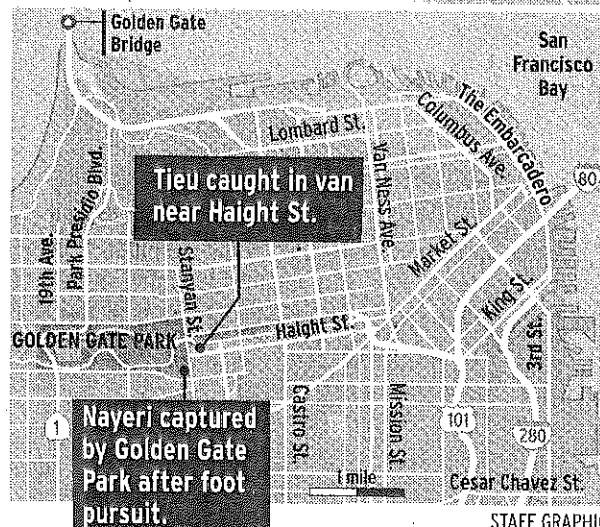 Golden Gate
Bridge
San
Francisco
Bay
The Embarcadero
Columbus Ave.
Lombard St.
Van Ness Ave.
80
Park Presidio Blvd.
19th Ave.
Tieu caught in van
near Haight St.
Stanyan St.
Market St.
King St.
3rd St.
Haight St.
GOLDEN GATE PARK
Nayeri captured
by Golden Gate
Park after foot
pursuit.
1
Castro St.
Mission St.
101
280
1 mile
Cesar Chavez St.
STAFF GRAPHI